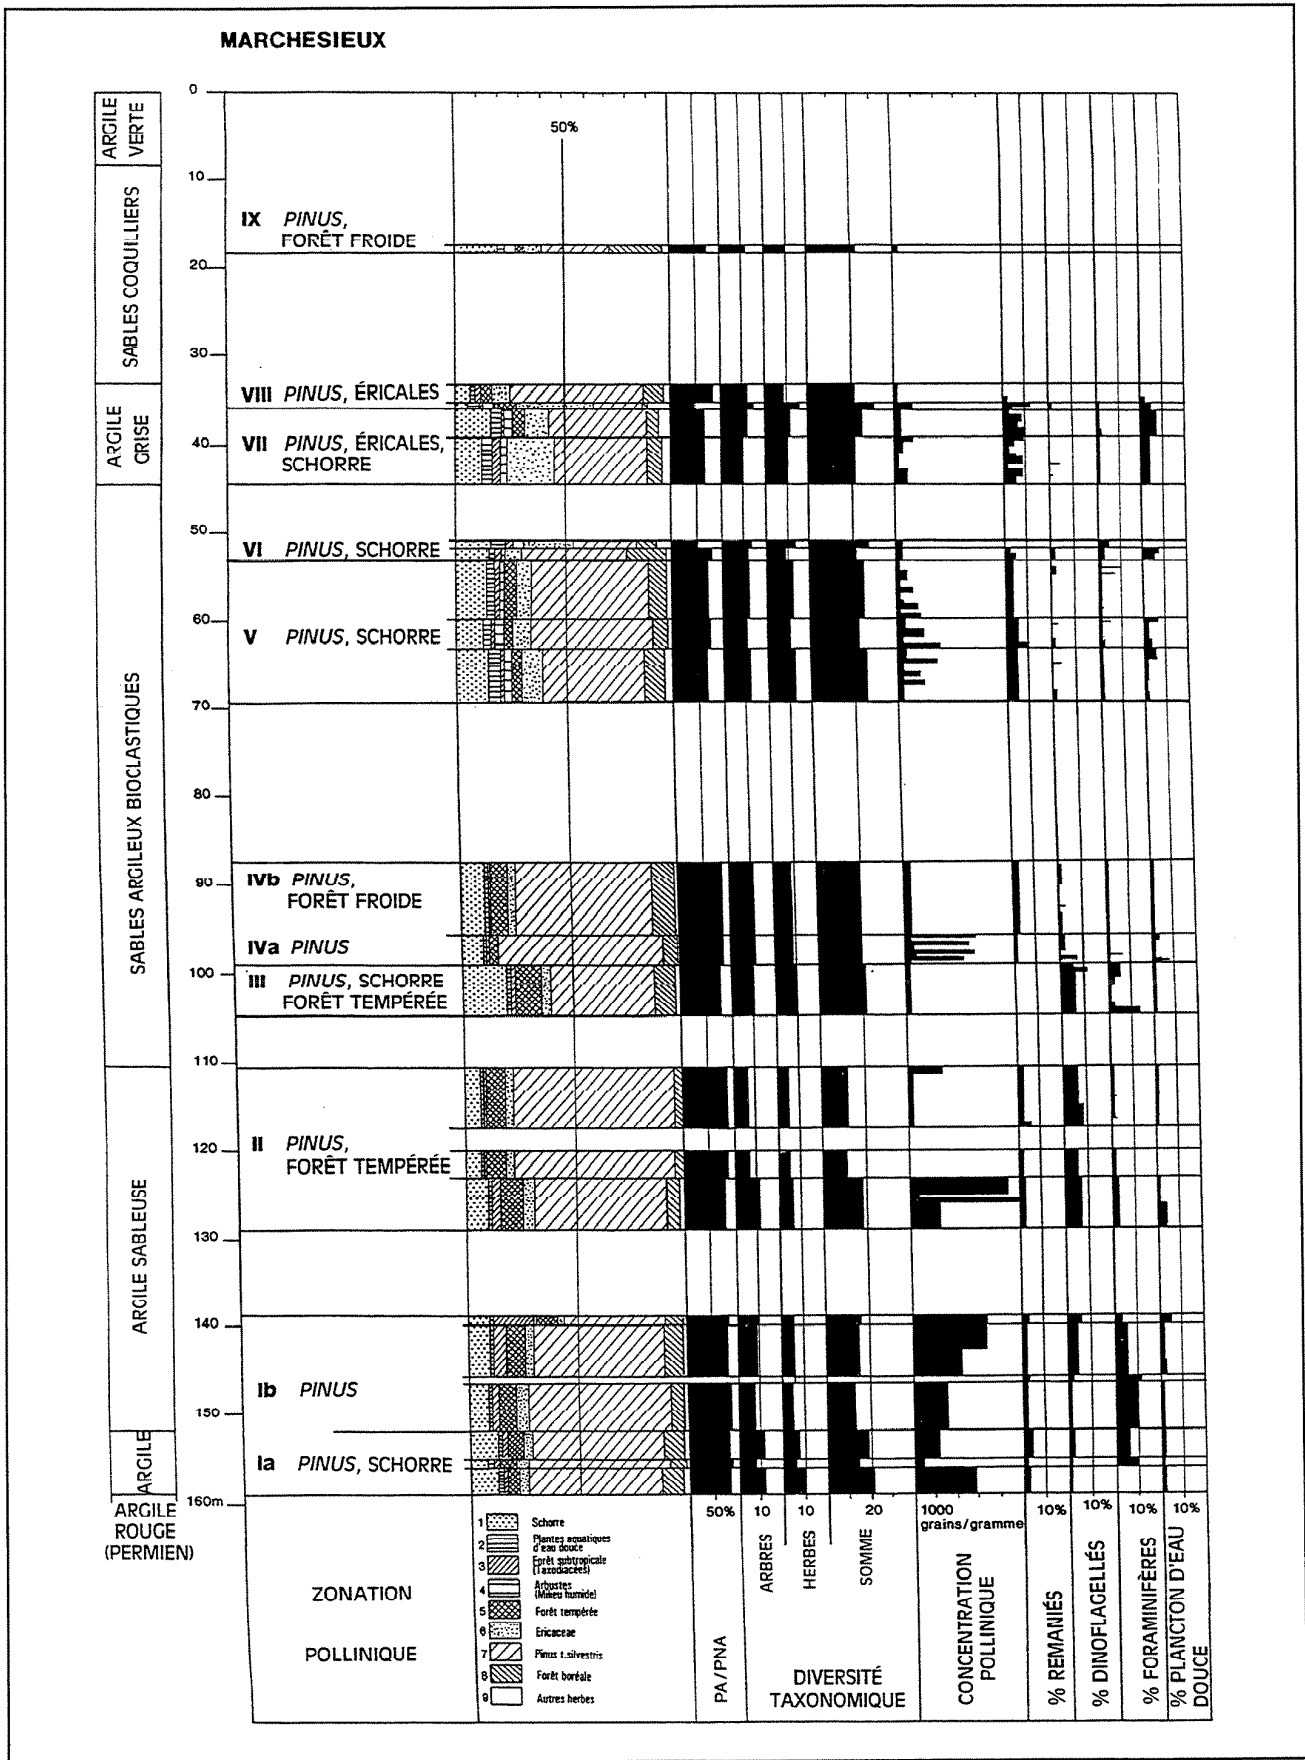 MARCHESIEUX
0
50%
10
20
30
40
50
60
70
80
90
100
110
120
130
140
150
160m
ARGILE
VERTE
SABLES COQUILLIERS
ARGILE
GRISE
SABLES ARGILEUX BIOCLASTIQUES
ARGILE SABLEUSE
ARGILE
ARGILE
ROUGE
(PERMIEN)
IX PINUS,
FORÊT FROIDE
VIII PINUS, ÉRICALES
VII PINUS, ÉRICALES,
SCHORRE
VI PINUS, SCHORRE
V PINUS, SCHORRE
IVb PINUS,
FORÊT FROIDE
IVa PINUS
III PINUS, SCHORRE
FORÊT TEMPÉRÉE
II PINUS,
FORÊT TEMPÉRÉE
Ib PINUS
Ia PINUS, SCHORRE
ZONATION
POLLINIQUE
1 Schorre
2 Plantes aquatiques
d'eau douce
3 Forêt subtropicale
(Taxodiacées)
4 Arbustes
(Milieu humide)
5 Forêt tempérée
6 Ericaceae
7 Pinus t.silvestris
8 Forêt boréale
9 Autres herbes
50%
10
10
20
1000
grains/gramme
10%
10%
10%
10%
PA/PNA
ARBRES
HERBES
SOMME
DIVERSITÉ
TAXONOMIQUE
CONCENTRATION
POLLINIQUE
% REMANIÉS
% DINOFLAGELLÉS
% FORAMINIFÈRES
% PLANCTON D'EAU
DOUCE